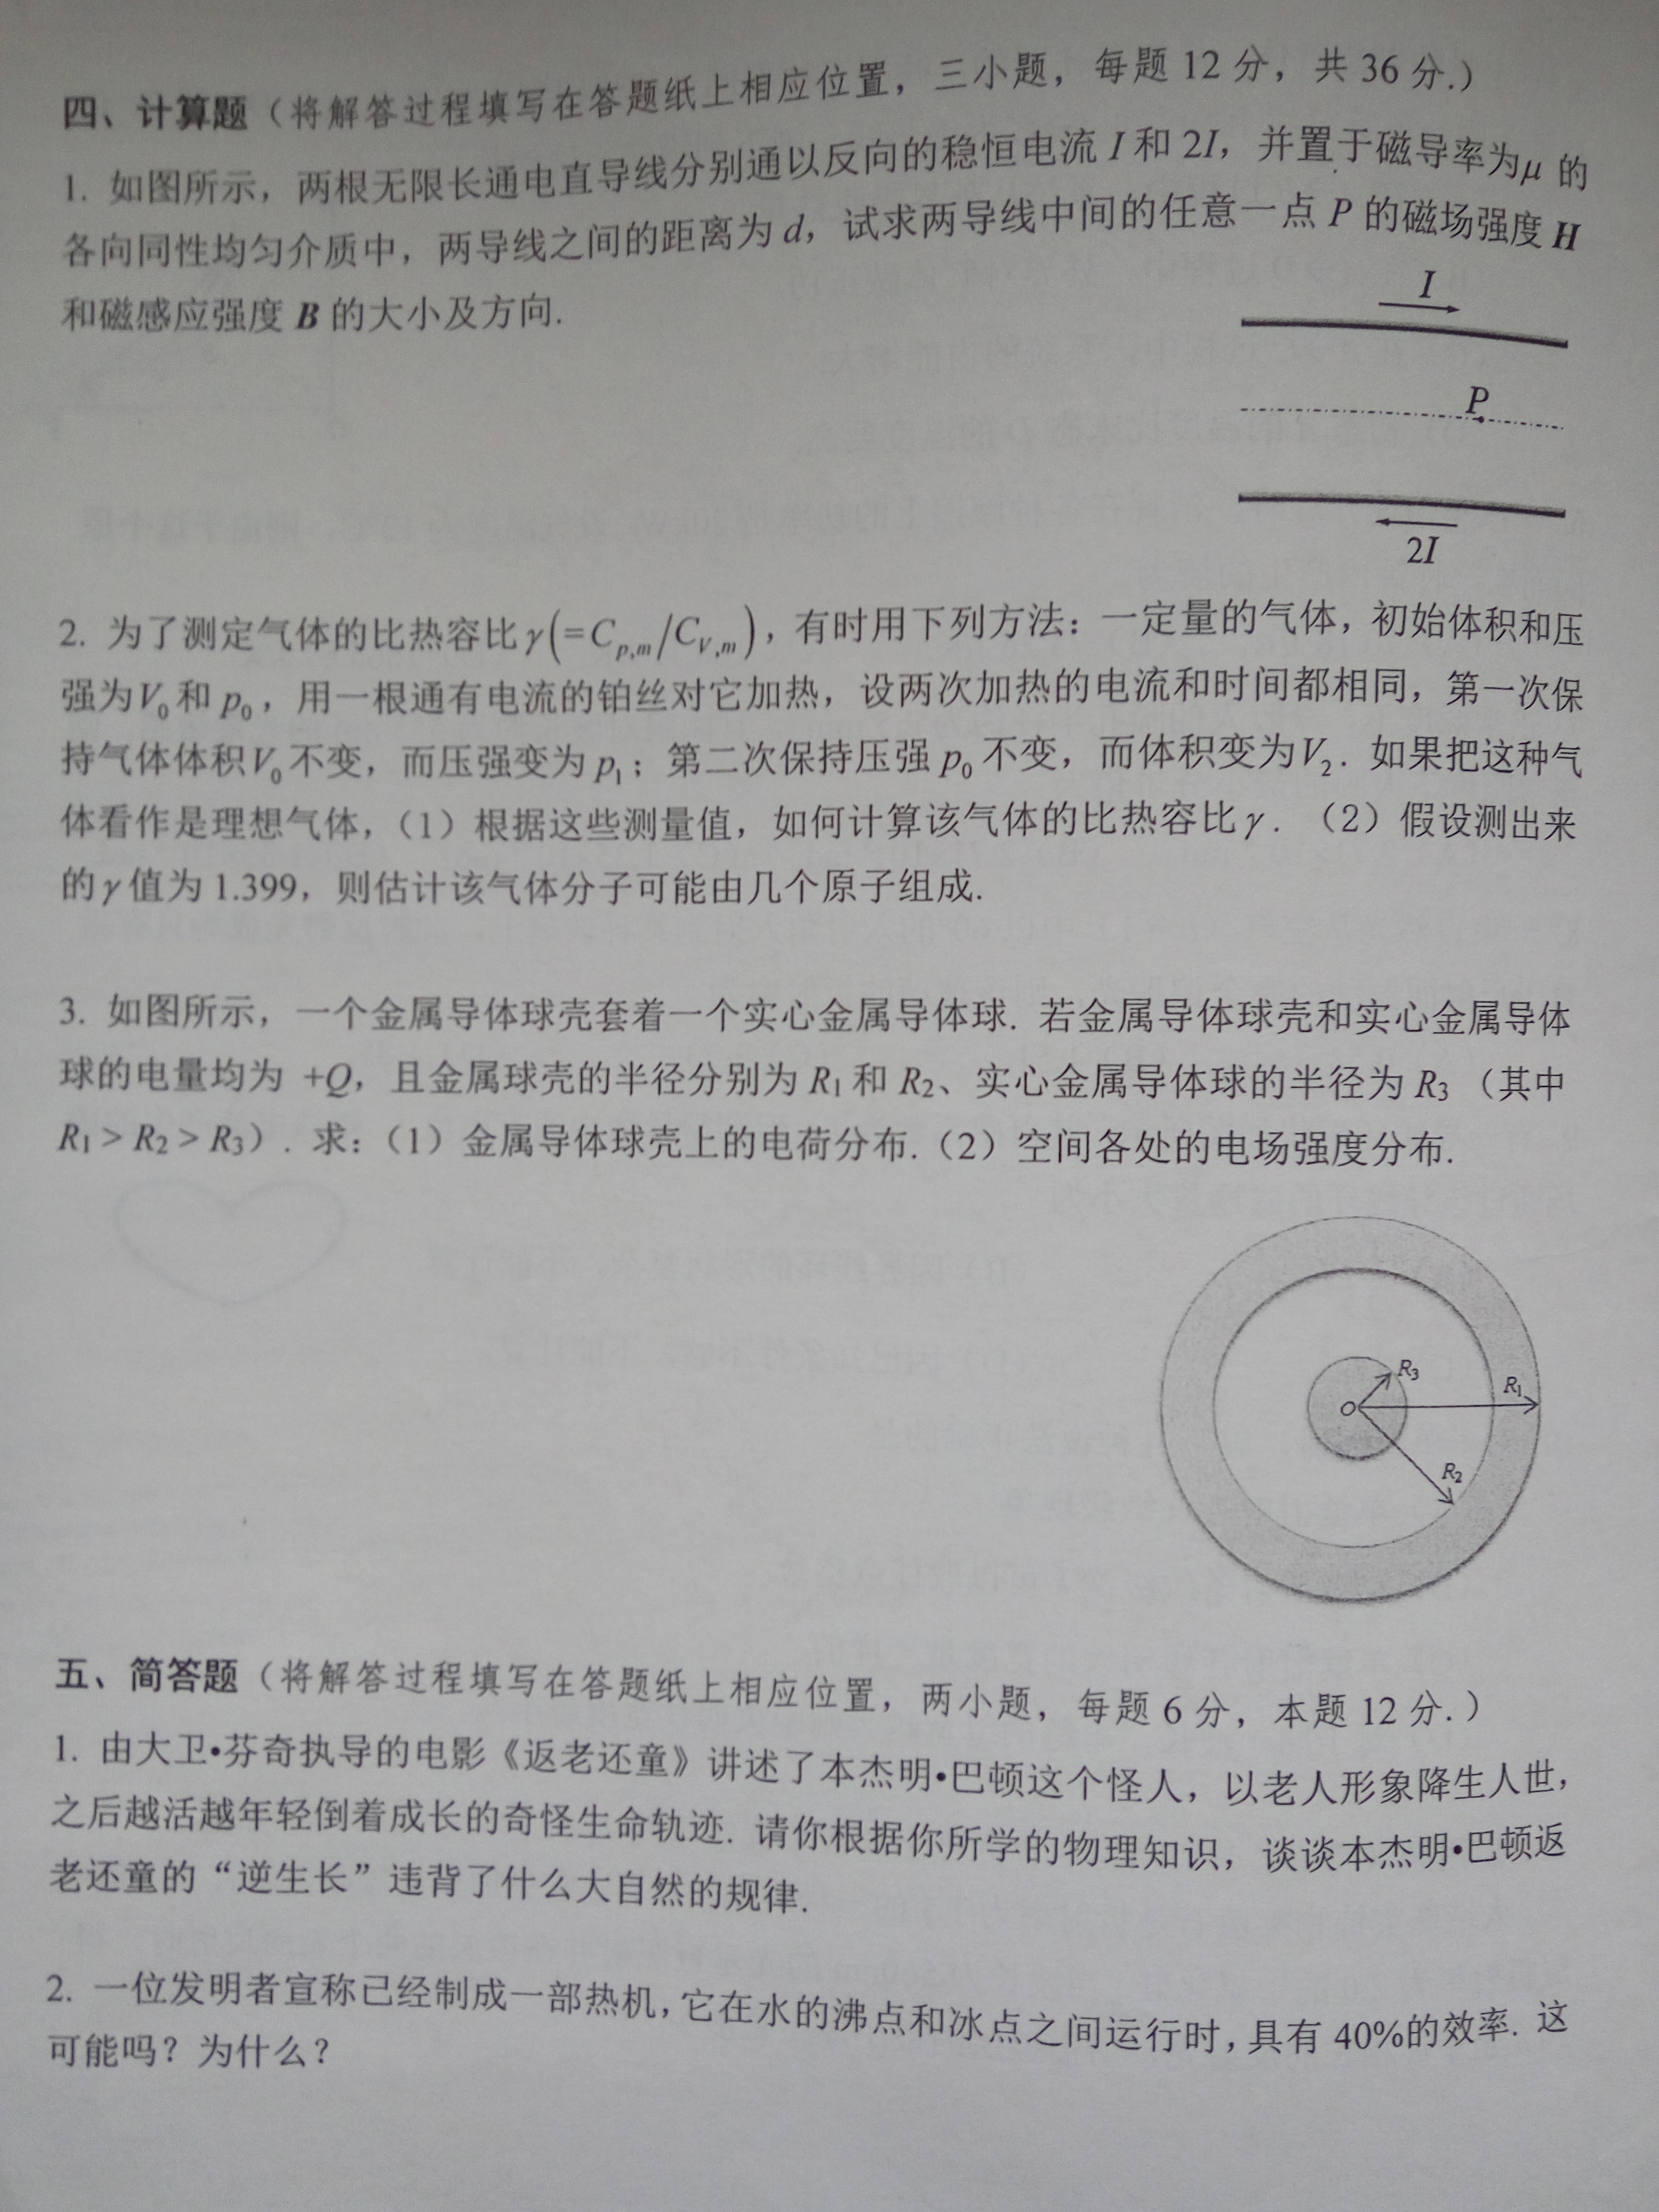 四、计算题（将解答过程填写在答题纸上相应位置，三小题，每题 12 分，共 36 分.）
1. 如图所示，两根无限长通电直导线分别通以反向的稳恒电流 I 和 2I，并置于磁导率为μ 的
各向同性均匀介质中，两导线之间的距离为 d，试求两导线中间的任意一点 P 的磁场强度 H
和磁感应强度 B 的大小及方向.
I
P
2I
2. 为了测定气体的比热容比γ(=C_{p,m}/C_{V,m})，有时用下列方法：一定量的气体，初始体积和压
强为V₀和 p₀，用一根通有电流的铂丝对它加热，设两次加热的电流和时间都相同，第一次保
持气体体积V₀不变，而压强变为 p₁；第二次保持压强 p₀ 不变，而体积变为V₂. 如果把这种气
体看作是理想气体，（1）根据这些测量值，如何计算该气体的比热容比γ. （2）假设测出来
的γ值为 1.399，则估计该气体分子可能由几个原子组成.
3. 如图所示，一个金属导体球壳套着一个实心金属导体球. 若金属导体球壳和实心金属导体
球的电量均为 +Q，且金属球壳的半径分别为 R₁ 和 R₂、实心金属导体球的半径为 R₃（其中
R₁ > R₂ > R₃）. 求：（1）金属导体球壳上的电荷分布.（2）空间各处的电场强度分布.
R₃
R₁
O
R₂
五、简答题（将解答过程填写在答题纸上相应位置，两小题，每题 6 分，本题 12 分.）
1. 由大卫•芬奇执导的电影《返老还童》讲述了本杰明•巴顿这个怪人，以老人形象降生人世，
之后越活越年轻倒着成长的奇怪生命轨迹. 请你根据你所学的物理知识，谈谈本杰明•巴顿返
老还童的“逆生长”违背了什么大自然的规律.
2. 一位发明者宣称已经制成一部热机，它在水的沸点和冰点之间运行时，具有 40%的效率. 这
可能吗？为什么？